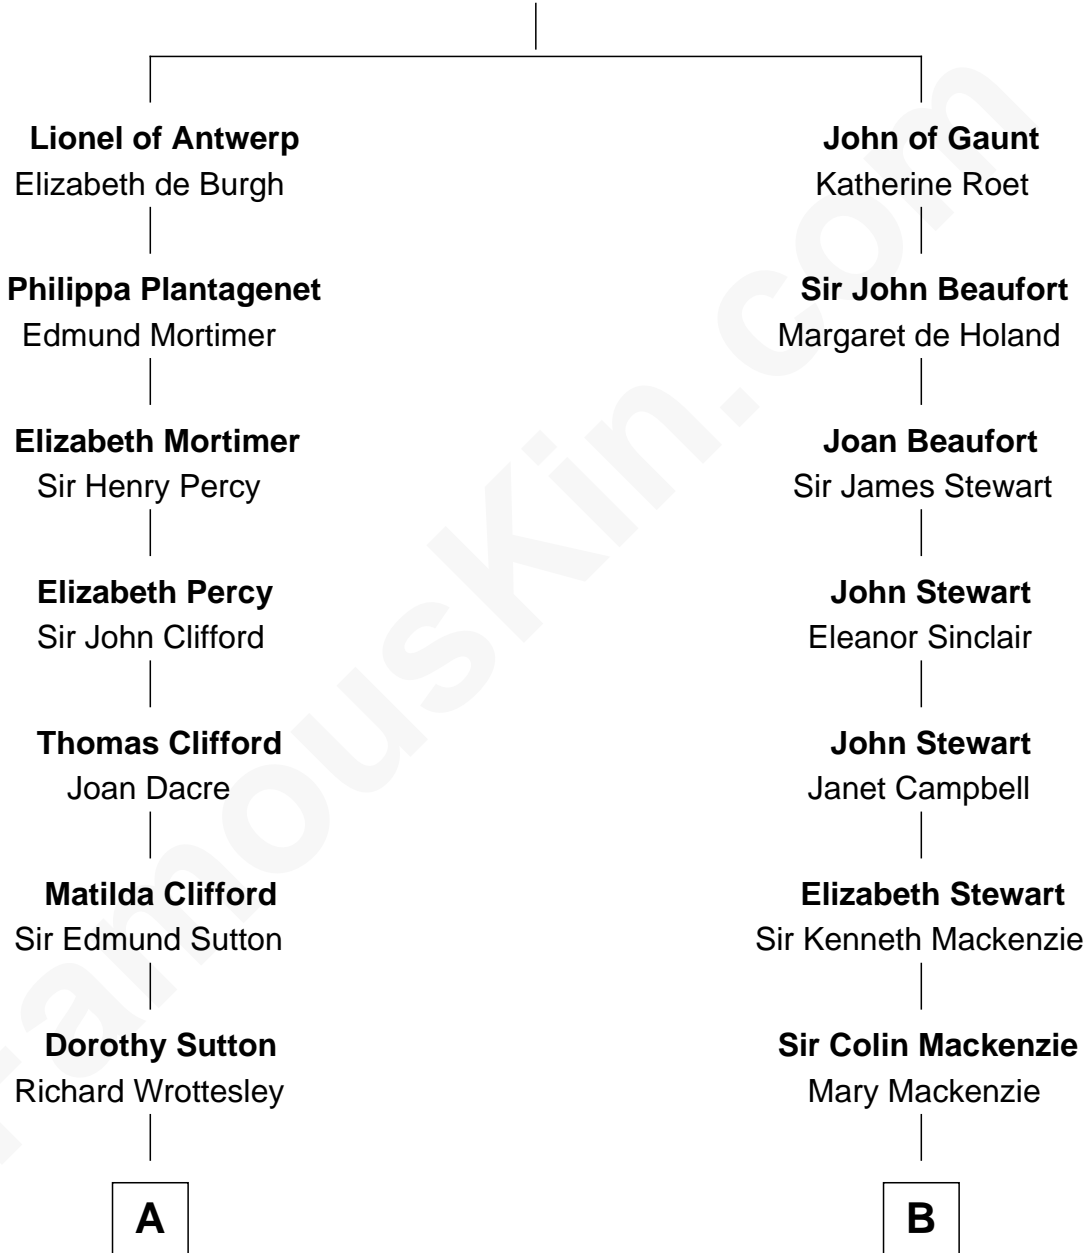 Lionel of Antwerp
Elizabeth de Burgh
Philippa Plantagenet
Edmund Mortimer
Elizabeth Mortimer
Sir Henry Percy
Elizabeth Percy
Sir John Clifford
Thomas Clifford
Joan Dacre
Matilda Clifford
Sir Edmund Sutton
Dorothy Sutton
Richard Wrottesley
A
John of Gaunt
Katherine Roet
Sir John Beaufort
Margaret de Holand
Joan Beaufort
Sir James Stewart
John Stewart
Eleanor Sinclair
John Stewart
Janet Campbell
Elizabeth Stewart
Sir Kenneth Mackenzie
Sir Colin Mackenzie
Mary Mackenzie
B
FamousKin.com